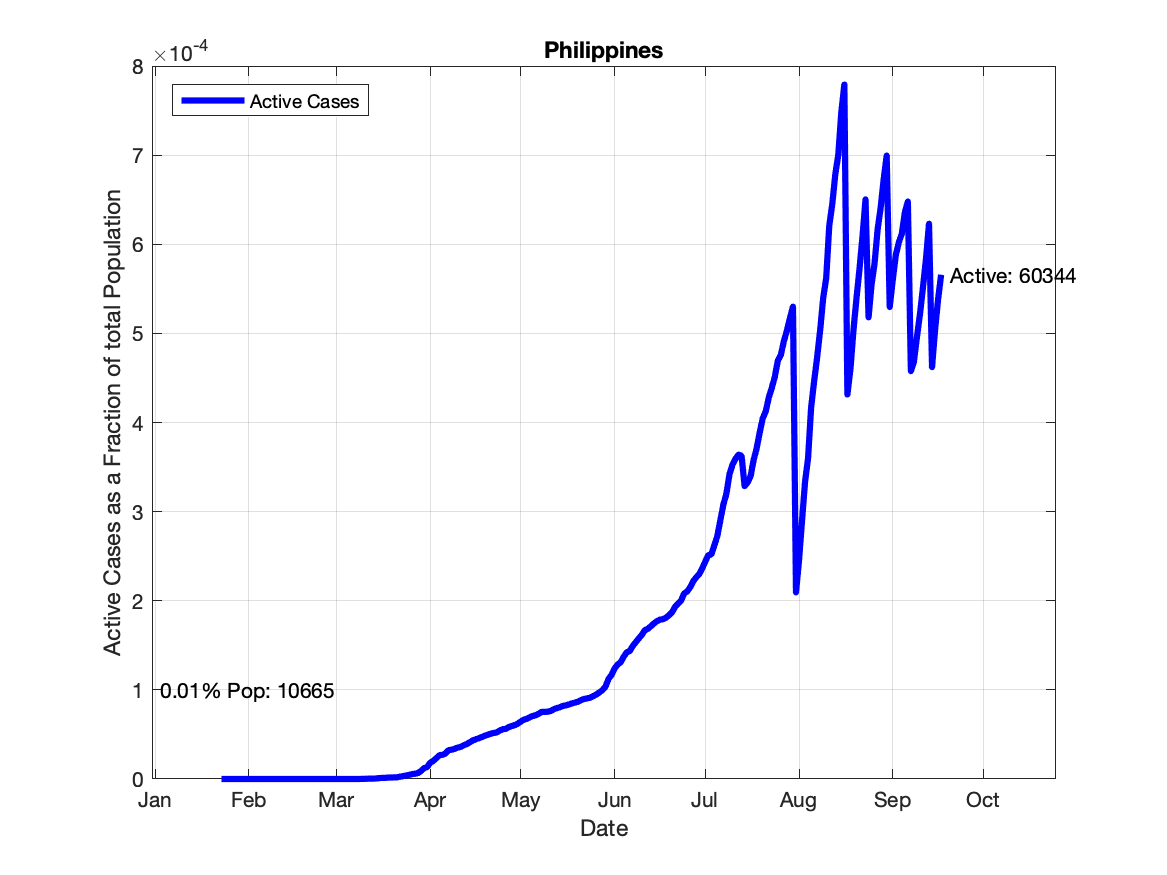 Philippines
×10-4
8
Active Cases
7
6
Active: 60344
5
4
3
2
1
0.01% Pop: 10665
0
Active Cases as a Fraction of total Population
Jan Feb Mar Apr May Jun Jul Aug Sep Oct
Date